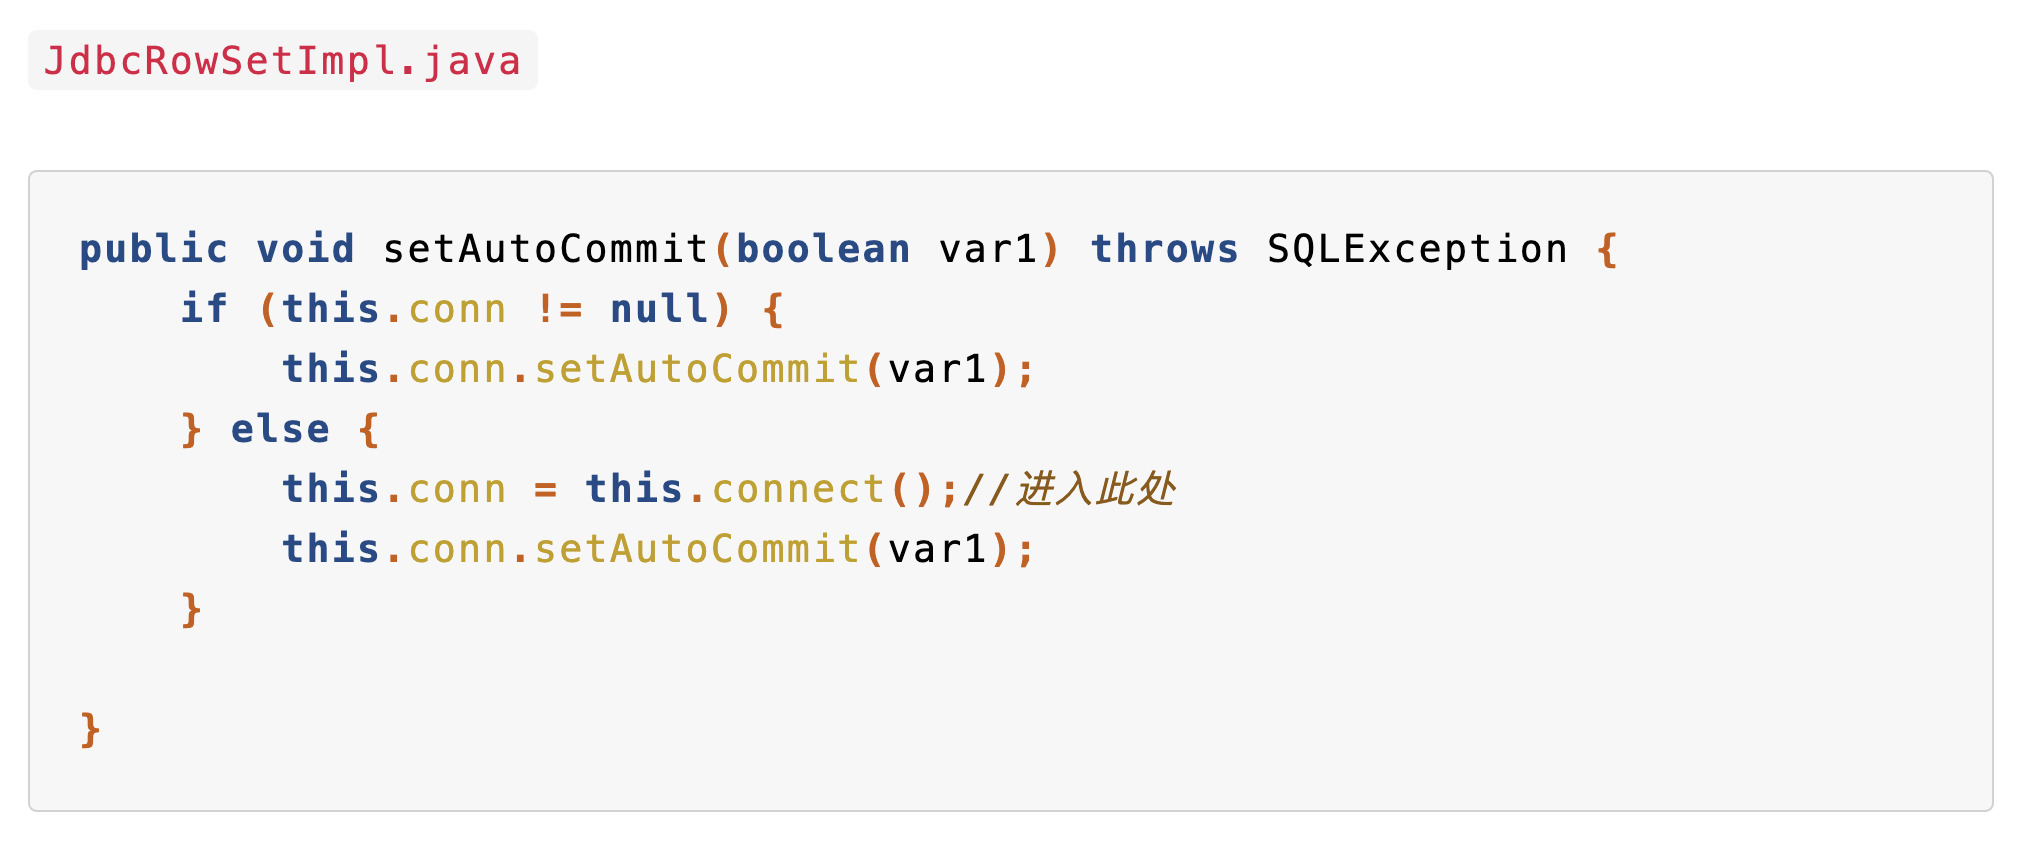 JdbcRowSetImpl.java
public void setAutoCommit(boolean var1) throws SQLException {
    if (this.conn != null) {
        this.conn.setAutoCommit(var1);
    } else {
        this.conn = this.connect();//进入此处
        this.conn.setAutoCommit(var1);
    }
}